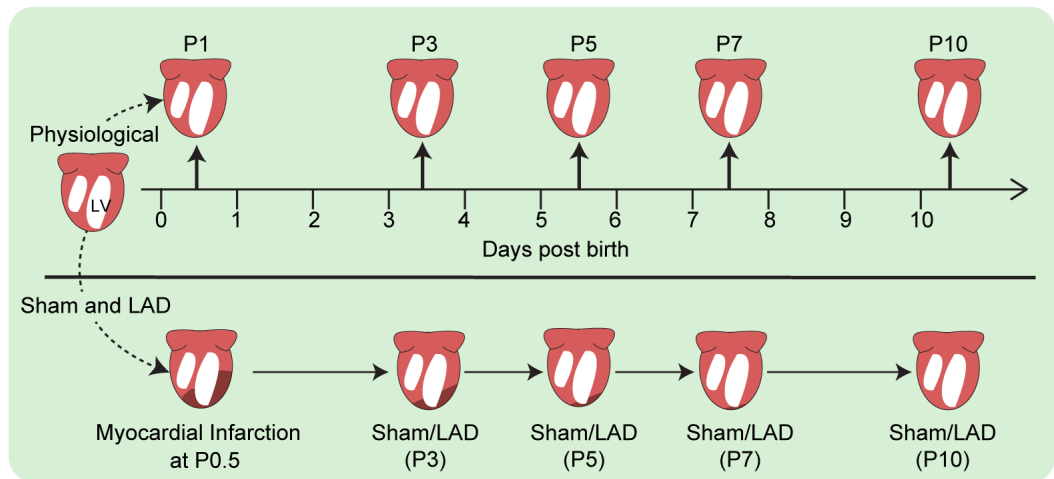 P1 P3 P5 P7 P10
Physiological
LV
0 1 2 3 4 5 6 7 8 9 10
Days post birth
Sham and LAD
Myocardial Infarction
at P0.5
Sham/LAD
(P3)
Sham/LAD
(P5)
Sham/LAD
(P7)
Sham/LAD
(P10)